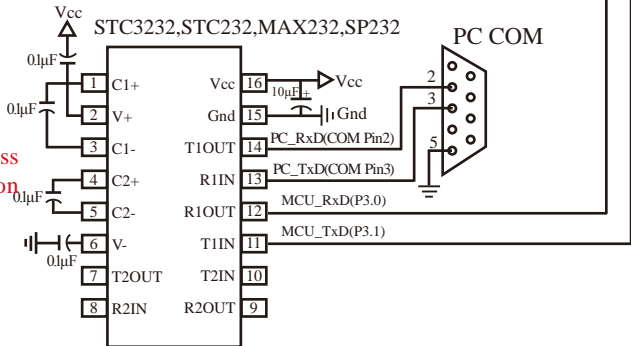 Vcc
STC3232,STC232,MAX232,SP232
PC COM
0.1μF
1 C1+
Vcc 16
Vcc
10μF +
0.1μF
2 V+
Gnd 15
Gnd
3 C1-
T1OUT 14
PC_RxD(COM Pin2)
2
3
5
ss
4 C2+
R1IN 13
PC_TxD(COM Pin3)
on
0.1μF
5 C2-
R1OUT 12
MCU_RxD(P3.0)
6 V-
T1IN 11
MCU_TxD(P3.1)
0.1μF
7 T2OUT
T2IN 10
8 R2IN
R2OUT 9